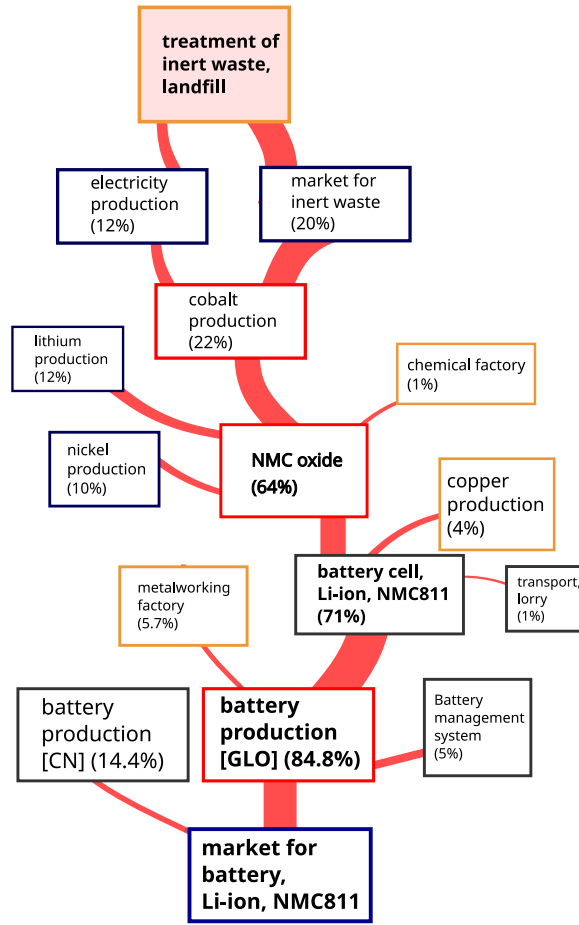 treatment of
inert waste,
landfill
electricity
production
(12%)
market for
inert waste
(20%)
cobalt
production
(22%)
lithium
production
(12%)
chemical factory
(1%)
nickel
production
(10%)
NMC oxide
(64%)
copper
production
(4%)
battery cell,
Li-ion, NMC811
(71%)
transport,
lorry
(1%)
metalworking
factory
(5.7%)
battery
production
[CN] (14.4%)
battery
production
[GLO] (84.8%)
Battery
management
system
(5%)
market for
battery,
Li-ion, NMC811